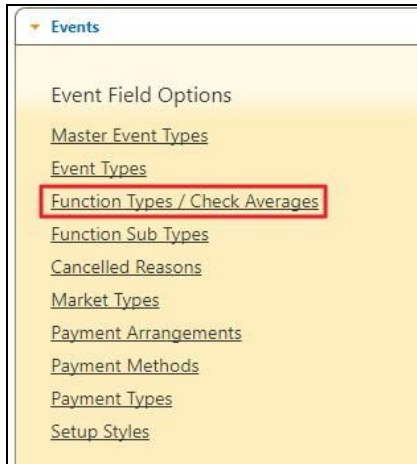 Events
Event Field Options
Master Event Types
Event Types
Function Types / Check Averages
Function Sub Types
Cancelled Reasons
Market Types
Payment Arrangements
Payment Methods
Payment Types
Setup Styles